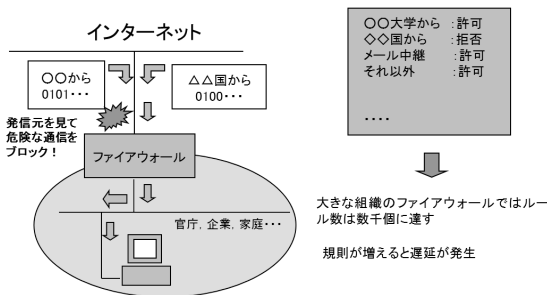 インターネット
〇〇から
0101・・・
△△国から
0100・・・
発信元を見て
危険な通信を
ブロック！
ファイアウォール
官庁, 企業, 家庭・・・
〇〇大学から ：許可
◇◇国から ：拒否
メール中継 ：許可
それ以外 ：許可
・・・・
大きな組織のファイアウォールではルー
ル数は数千個に達す
規則が増えると遅延が発生